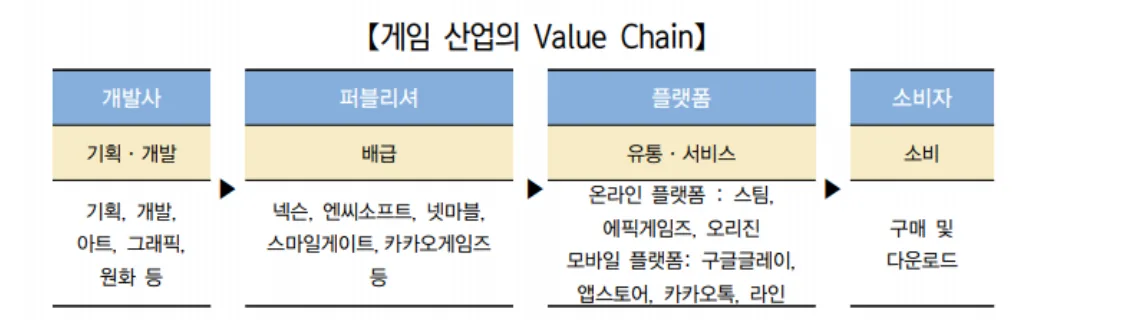 【게임 산업의 Value Chain】
개발사
기획·개발
기획, 개발,
아트, 그래픽,
원화 등
▶
퍼블리셔
배급
넥슨, 엔씨소프트, 넷마블,
스마일게이트, 카카오게임즈
등
▶
플랫폼
유통·서비스
온라인 플랫폼 : 스팀,
에픽게임즈, 오리진
모바일 플랫폼: 구글글레이,
앱스토어, 카카오톡, 라인
▶
소비자
소비
구매 및
다운로드